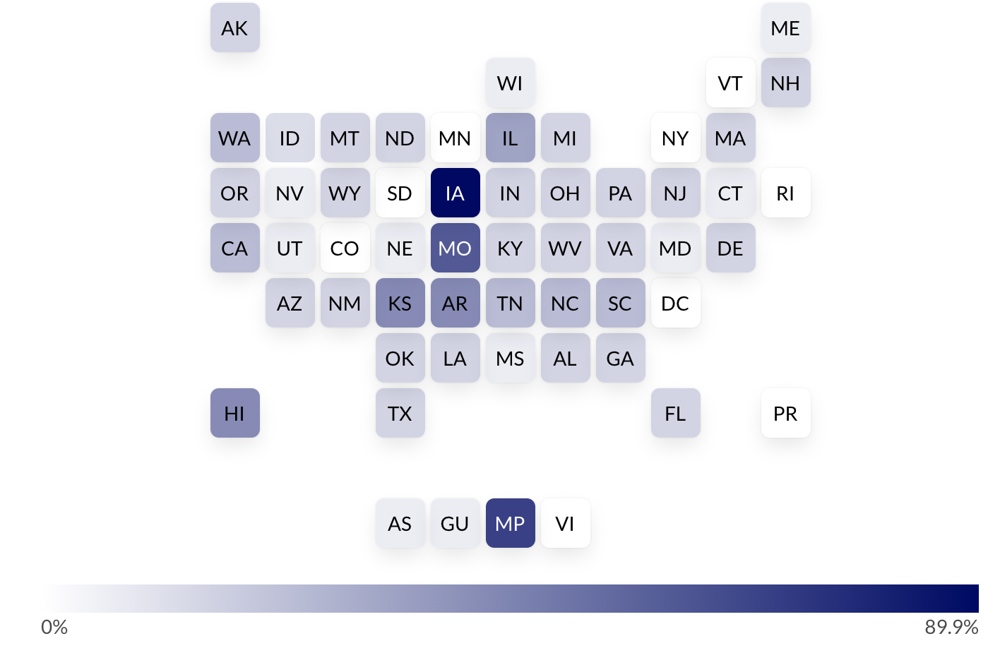 AK ME
WI VT NH
WA ID MT ND MN IL MI NY MA
OR NV WY SD IA IN OH PA NJ CT RI
CA UT CO NE MO KY WV VA MD DE
AZ NM KS AR TN NC SC DC
OK LA MS AL GA
HI TX FL PR
AS GU MP VI
0% 89.9%